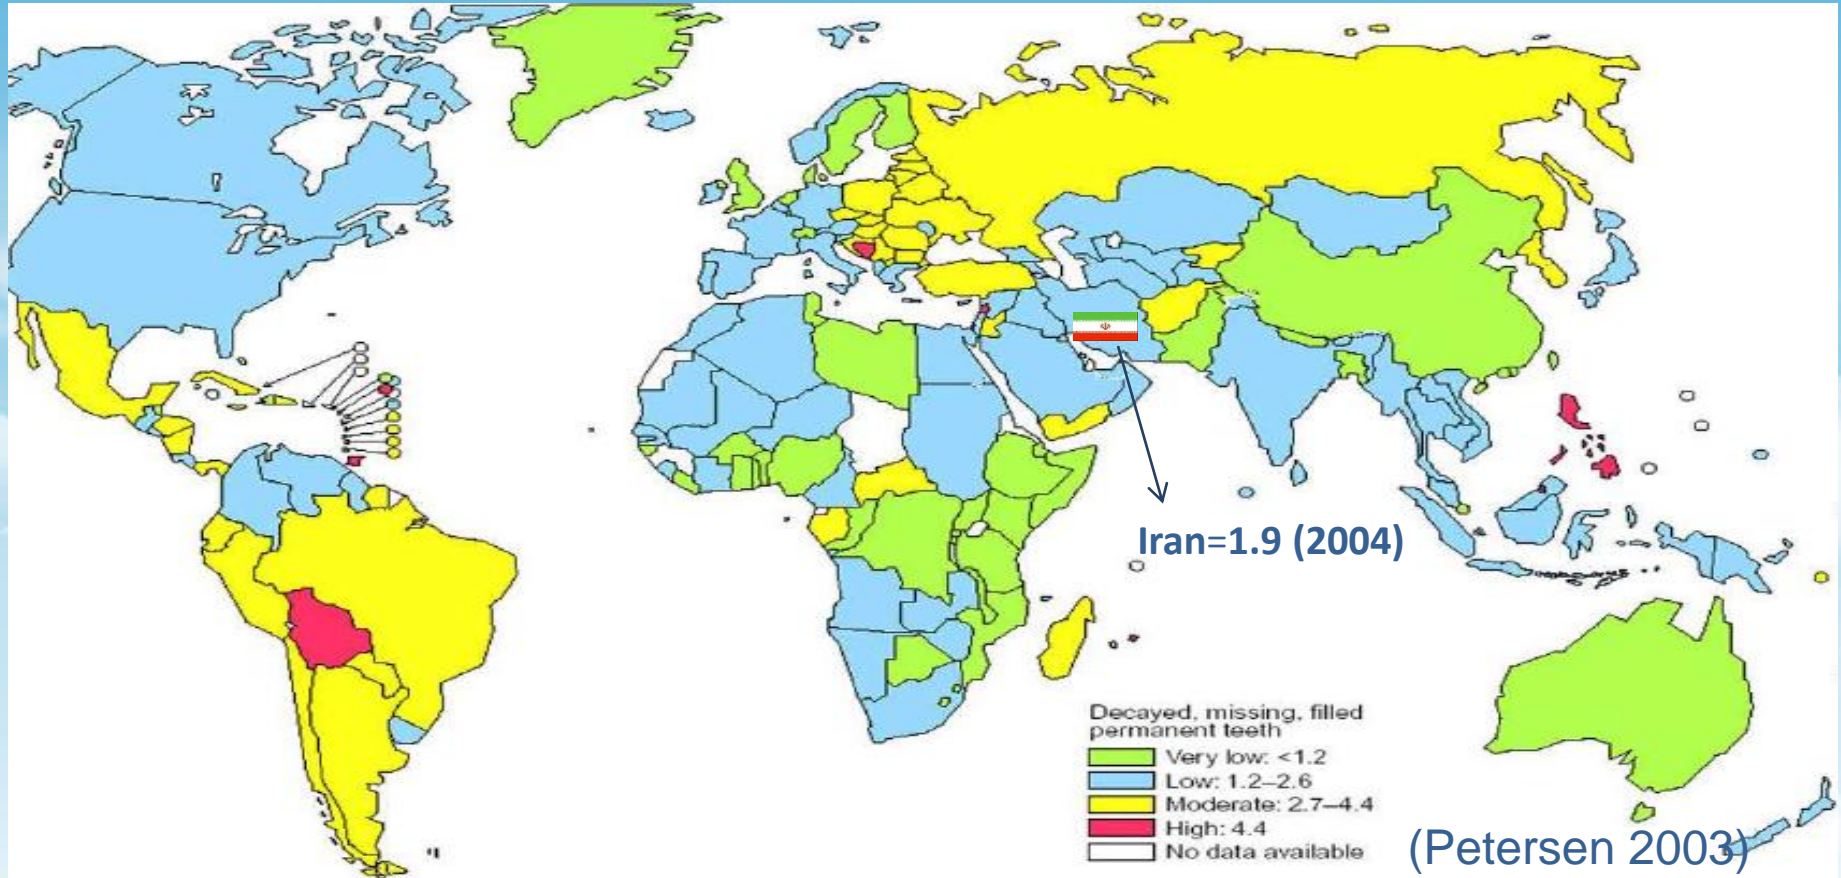 Iran=1.9 (2004)
Decayed, missing, filled
permanent teeth
Very low: <1.2
Low: 1.2–2.6
Moderate: 2.7–4.4
High: 4.4
No data available
(Petersen 2003)